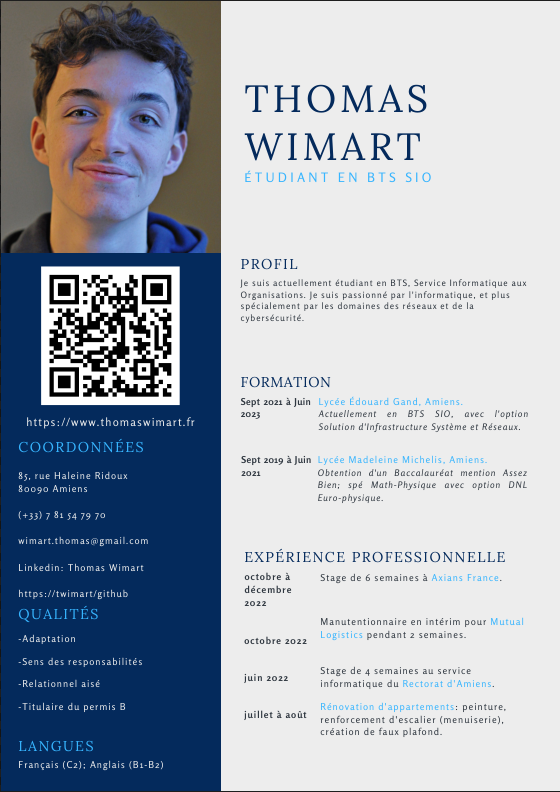 THOMAS
WIMART
ÉTUDIANT EN BTS SIO
https://www.thomaswimart.fr
COORDONNÉES
85, rue Haleine Ridoux
80090 Amiens
(+33) 7 81 54 79 70
wimart.thomas@gmail.com
Linkedin: Thomas Wimart
https://twimart/github
QUALITÉS
-Adaptation
-Sens des responsabilités
-Relationnel aisé
-Titulaire du permis B
LANGUES
Français (C2); Anglais (B1-B2)
PROFIL
Je suis actuellement étudiant en BTS, Service Informatique aux
Organisations. Je suis passionné par l'informatique, et plus
spécialement par les domaines des réseaux et de la
cybersécurité.
FORMATION
Sept 2021 à Juin
2023
Lycée Édouard Gand, Amiens.
Actuellement en BTS SIO, avec l'option
Solution d'Infrastructure Système et Réseaux.
Sept 2019 à Juin
2021
Lycée Madeleine Michelis, Amiens.
Obtention d'un Baccalauréat mention Assez
Bien; spé Math-Physique avec option DNL
Euro-physique.
EXPÉRIENCE PROFESSIONNELLE
octobre à
décembre
2022
Stage de 6 semaines à Axians France.
octobre 2022
Manutentionnaire en intérim pour Mutual
Logistics pendant 2 semaines.
juin 2022
Stage de 4 semaines au service
informatique du Rectorat d'Amiens.
juillet à août
Rénovation d'appartements: peinture,
renforcement d'escalier (menuiserie),
création de faux plafond.